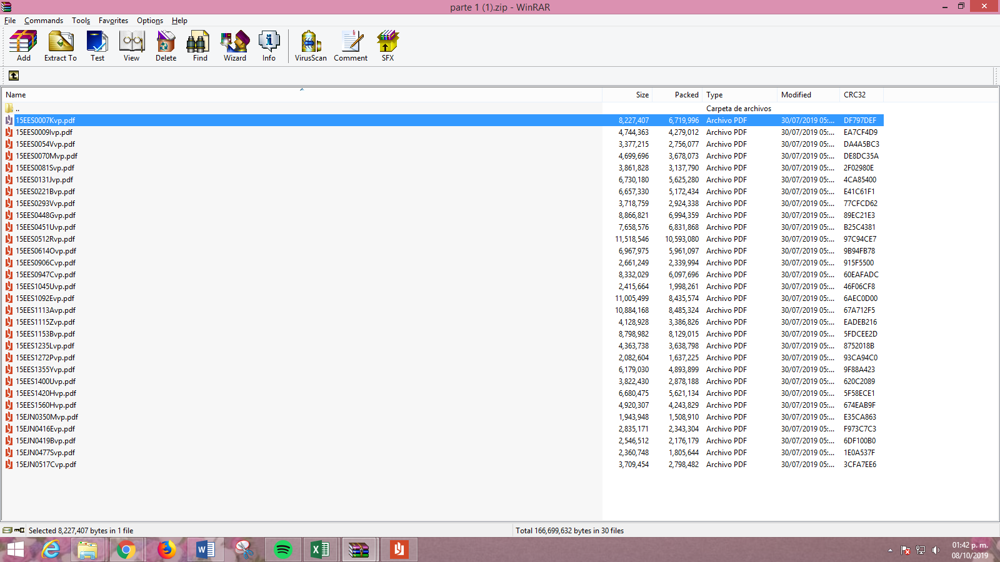 parte 1 (1).zip - WinRAR
File Commands Tools Favorites Options Help
Add Extract To Test View Delete Find Wizard Info VirusScan Comment SFX
Name Size Packed Type Modified CRC32
.. Carpeta de archivos
15EES0007Kvp.pdf 8,227,407 6,719,996 Archivo PDF 30/07/2019 05:... DF797DEF
15EES0009Ivp.pdf 4,744,363 4,279,012 Archivo PDF 30/07/2019 05:... EA7CF4D9
15EES0054Vvp.pdf 3,377,215 2,756,077 Archivo PDF 30/07/2019 05:... DA4A5BC3
15EES0070Mvp.pdf 4,699,696 3,678,073 Archivo PDF 30/07/2019 05:... DE8DC35A
15EES0081Svp.pdf 3,861,828 3,137,790 Archivo PDF 30/07/2019 05:... 2F02980E
15EES0131Jvp.pdf 6,730,180 5,625,280 Archivo PDF 30/07/2019 05:... 4CA85400
15EES0221Bvp.pdf 6,657,330 5,172,434 Archivo PDF 30/07/2019 05:... E41C61F1
15EES0293Vvp.pdf 3,718,759 2,924,338 Archivo PDF 30/07/2019 05:... 77CFCD62
15EES0448Gvp.pdf 8,866,821 6,994,359 Archivo PDF 30/07/2019 05:... 89EC21E3
15EES0451Uvp.pdf 7,658,576 6,831,868 Archivo PDF 30/07/2019 05:... B25C4381
15EES0512Rvp.pdf 11,518,546 10,593,080 Archivo PDF 30/07/2019 05:... 97C94CE7
15EES0614Ovp.pdf 6,967,975 5,961,097 Archivo PDF 30/07/2019 05:... 9B94FB78
15EES0906Cvp.pdf 2,661,249 2,339,994 Archivo PDF 30/07/2019 05:... 915F5500
15EES0947Cvp.pdf 8,332,029 6,097,696 Archivo PDF 30/07/2019 05:... 60EAFADC
15EES1045Uvp.pdf 2,415,664 1,998,261 Archivo PDF 30/07/2019 05:... 46F06CF8
15EES1092Evp.pdf 11,005,499 8,435,574 Archivo PDF 30/07/2019 05:... 6AEC0D00
15EES1113Avp.pdf 10,884,168 8,485,324 Archivo PDF 30/07/2019 05:... 67A712F5
15EES1115Zvp.pdf 4,128,928 3,386,826 Archivo PDF 30/07/2019 05:... EADEB216
15EES1153Bvp.pdf 8,798,982 8,129,015 Archivo PDF 30/07/2019 05:... 5FDCEE2D
15EES1235Lvp.pdf 4,363,738 3,638,798 Archivo PDF 30/07/2019 05:... 8752018B
15EES1272Pvp.pdf 2,082,604 1,637,225 Archivo PDF 30/07/2019 05:... 93CA94C0
15EES1355Yvp.pdf 6,179,030 4,893,899 Archivo PDF 30/07/2019 05:... 9F88A423
15EES1400Uvp.pdf 3,822,430 2,878,188 Archivo PDF 30/07/2019 05:... 620C2089
15EES1420Hvp.pdf 6,680,475 5,621,134 Archivo PDF 30/07/2019 05:... 5F58ECE1
15EES1560Hvp.pdf 4,920,307 4,243,829 Archivo PDF 30/07/2019 05:... 674EAB9F
15EJN0350Mvp.pdf 1,943,948 1,508,910 Archivo PDF 30/07/2019 05:... E35CA863
15EJN0416Evp.pdf 2,835,171 2,343,304 Archivo PDF 30/07/2019 05:... F973C7C3
15EJN0419Bvp.pdf 2,546,512 2,176,179 Archivo PDF 30/07/2019 05:... 6DF100B0
15EJN0477Svp.pdf 2,360,748 1,805,644 Archivo PDF 30/07/2019 05:... 1E0A537F
15EJN0517Cvp.pdf 3,709,454 2,798,482 Archivo PDF 30/07/2019 05:... 3CFA7EE6
Selected 8,227,407 bytes in 1 file Total 166,699,632 bytes in 30 files
01:42 p. m.
08/10/2019